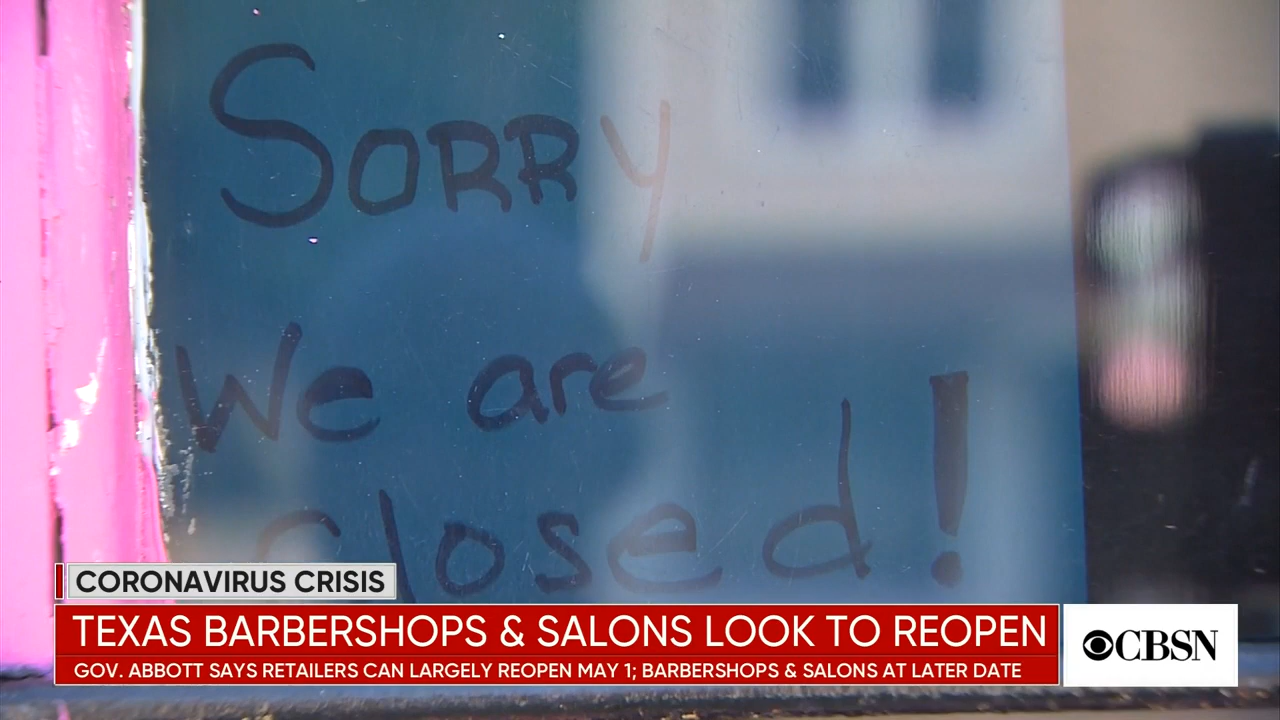 SORRY
We are
closed!
CORONAVIRUS CRISIS
TEXAS BARBERSHOPS & SALONS LOOK TO REOPEN
GOV. ABBOTT SAYS RETAILERS CAN LARGELY REOPEN MAY 1; BARBERSHOPS & SALONS AT LATER DATE
CBSN